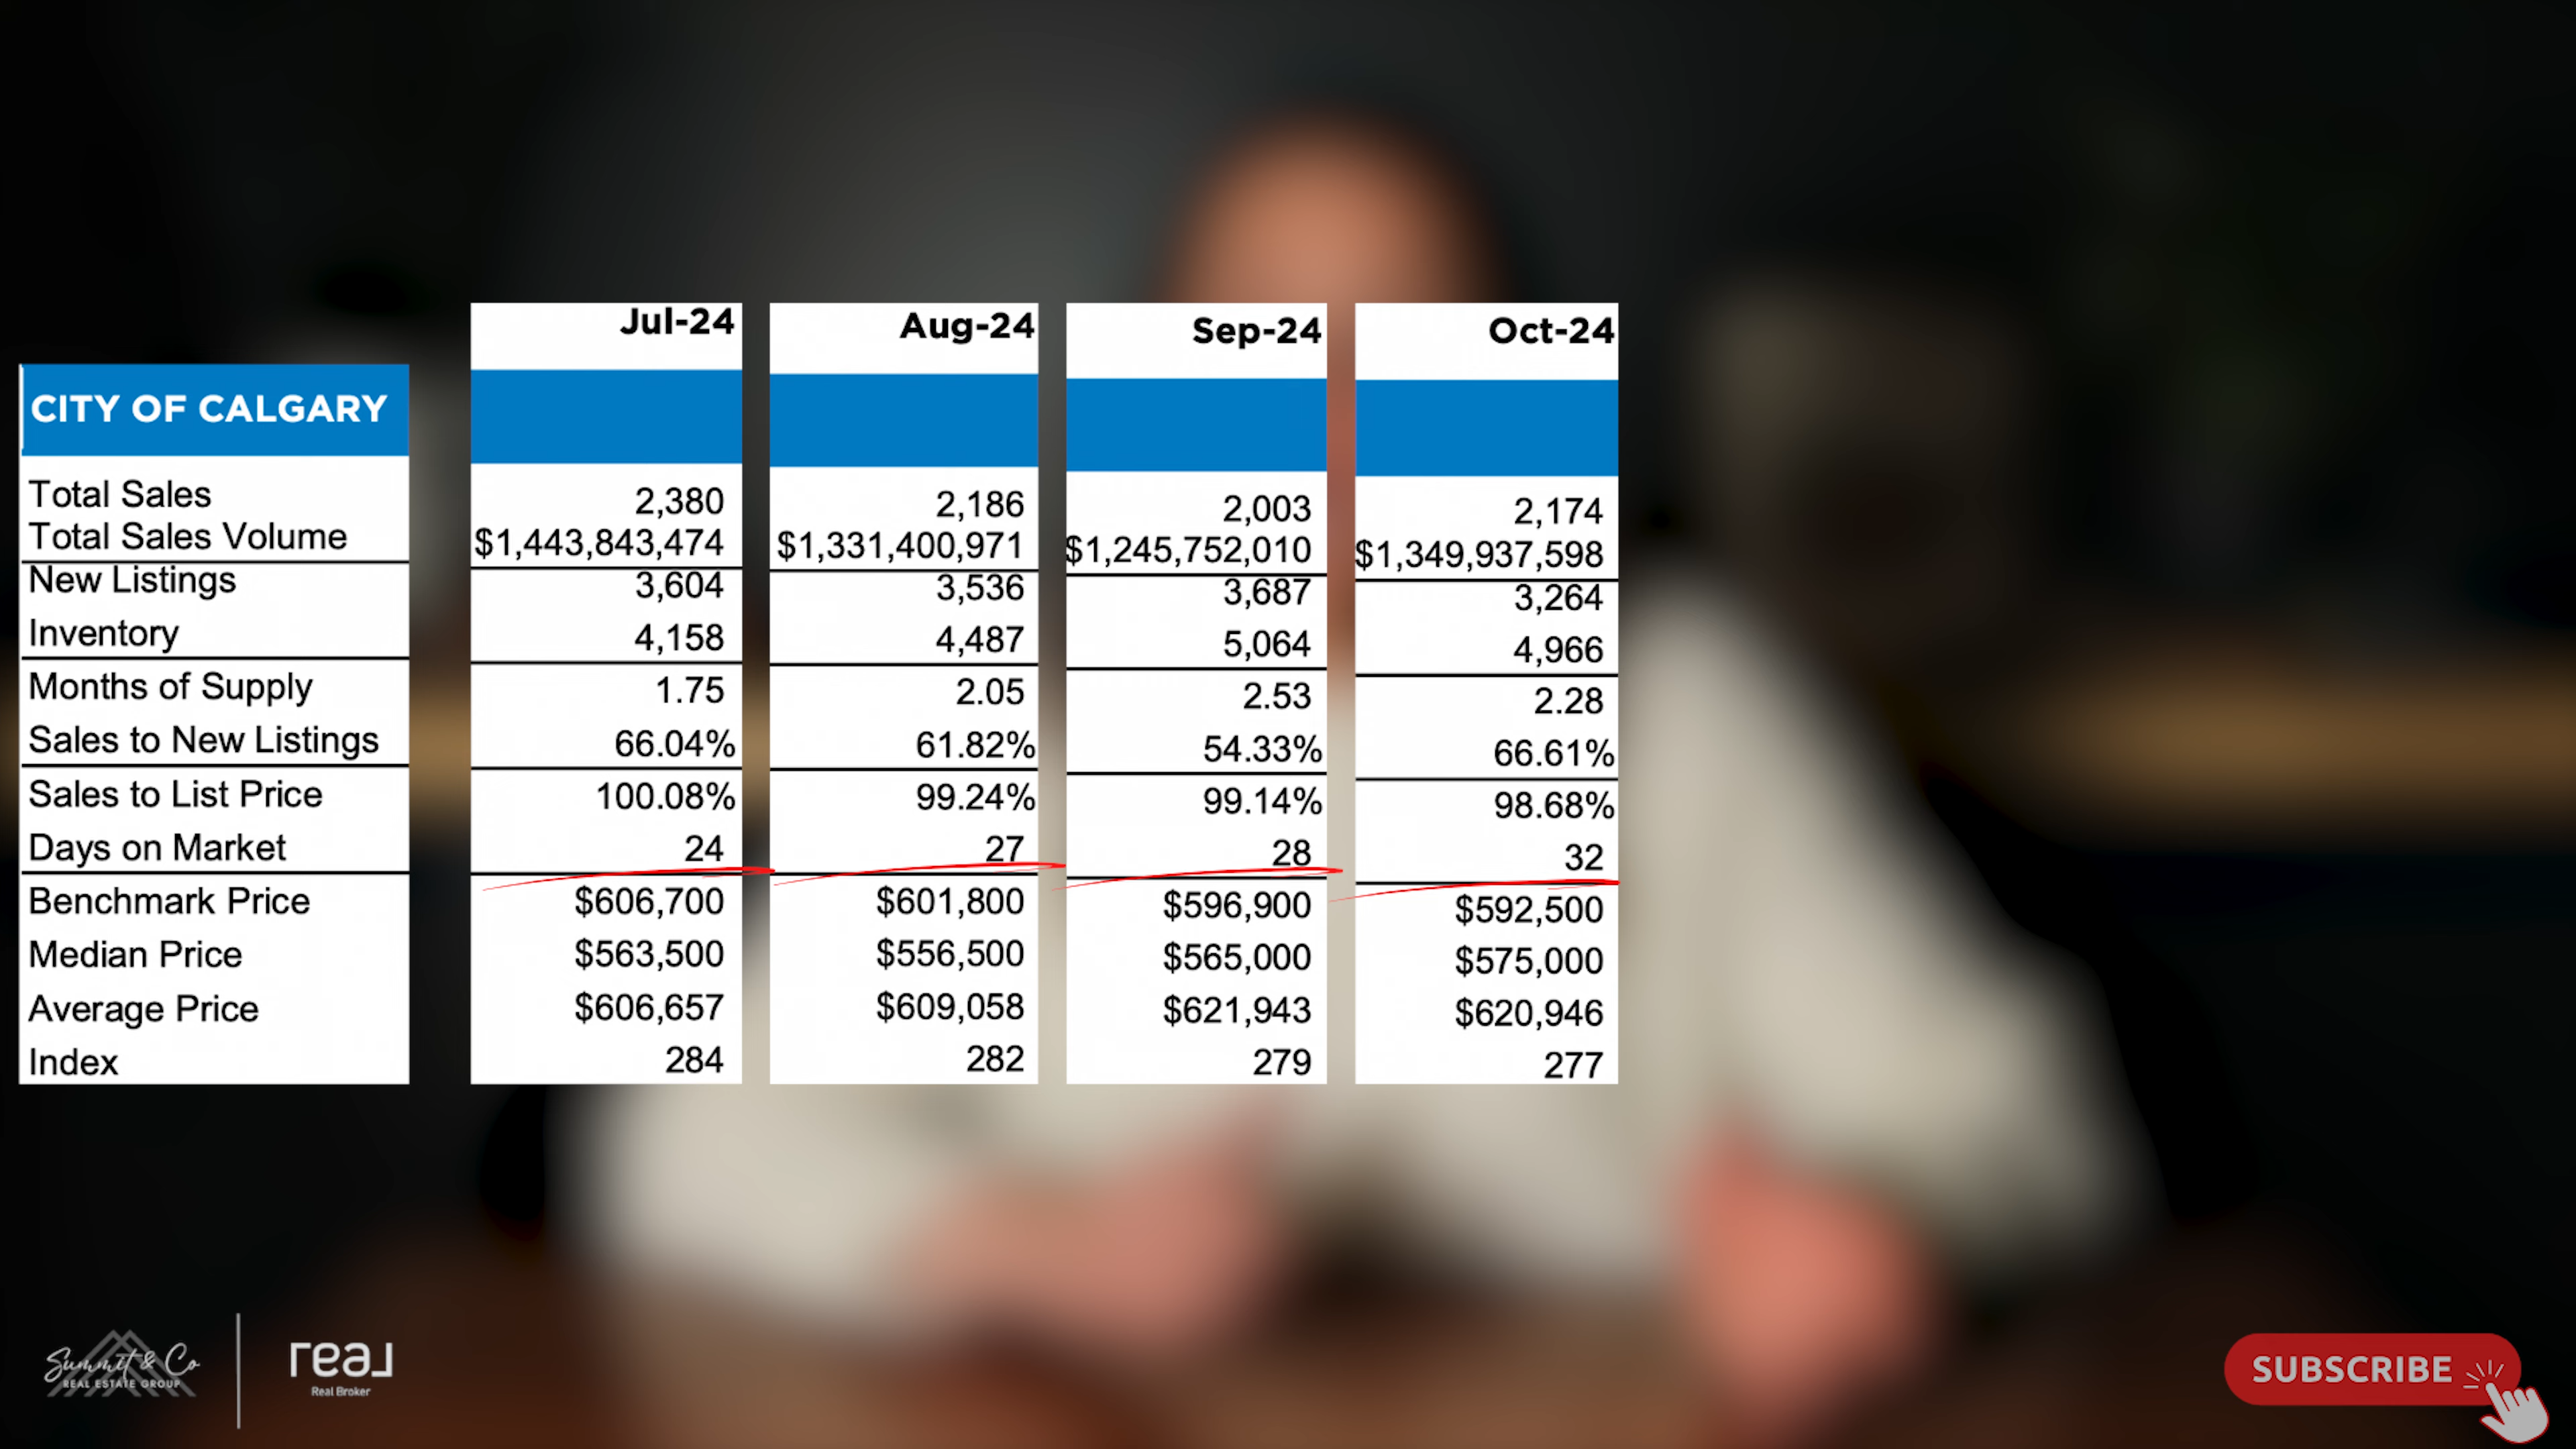 Jul-24 Aug-24 Sep-24 Oct-24
CITY OF CALGARY
Total Sales 2,380 2,186 2,003 2,174
Total Sales Volume $1,443,843,474 $1,331,400,971 $1,245,752,010 $1,349,937,598
New Listings 3,604 3,536 3,687 3,264
Inventory 4,158 4,487 5,064 4,966
Months of Supply 1.75 2.05 2.53 2.28
Sales to New Listings 66.04% 61.82% 54.33% 66.61%
Sales to List Price 100.08% 99.24% 99.14% 98.68%
Days on Market 24 27 28 32
Benchmark Price $606,700 $601,800 $596,900 $592,500
Median Price $563,500 $556,500 $565,000 $575,000
Average Price $606,657 $609,058 $621,943 $620,946
Index 284 282 279 277
Summit & Co
REAL ESTATE GROUP
real
Real Broker
SUBSCRIBE